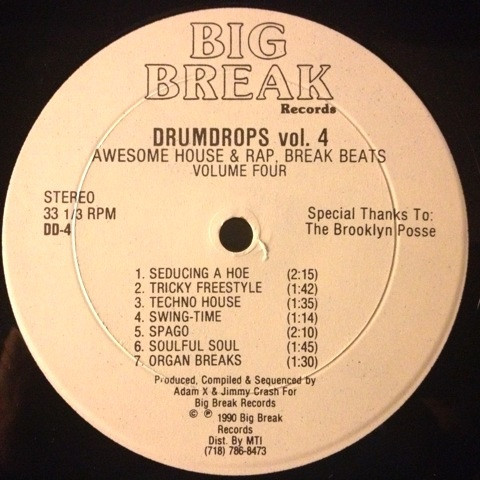 BIG
BREAK
Records
DRUMDROPS vol. 4
AWESOME HOUSE & RAP, BREAK BEATS
VOLUME FOUR
STEREO
33 1/3 RPM
DD-4
Special Thanks To:
The Brooklyn Posse
1. SEDUCING A HOE (2:15)
2. TRICKY FREESTYLE (1:42)
3. TECHNO HOUSE (1:35)
4. SWING-TIME (1:14)
5. SPAGO (2:10)
6. SOULFUL SOUL (1:45)
7 ORGAN BREAKS (1:30)
Produced, Compiled & Sequenced by
Adam X & Jimmy Crash For
Big Break Records
© ℗ 1990 Big Break
Records
Dist. By MTI
(718) 786-8473